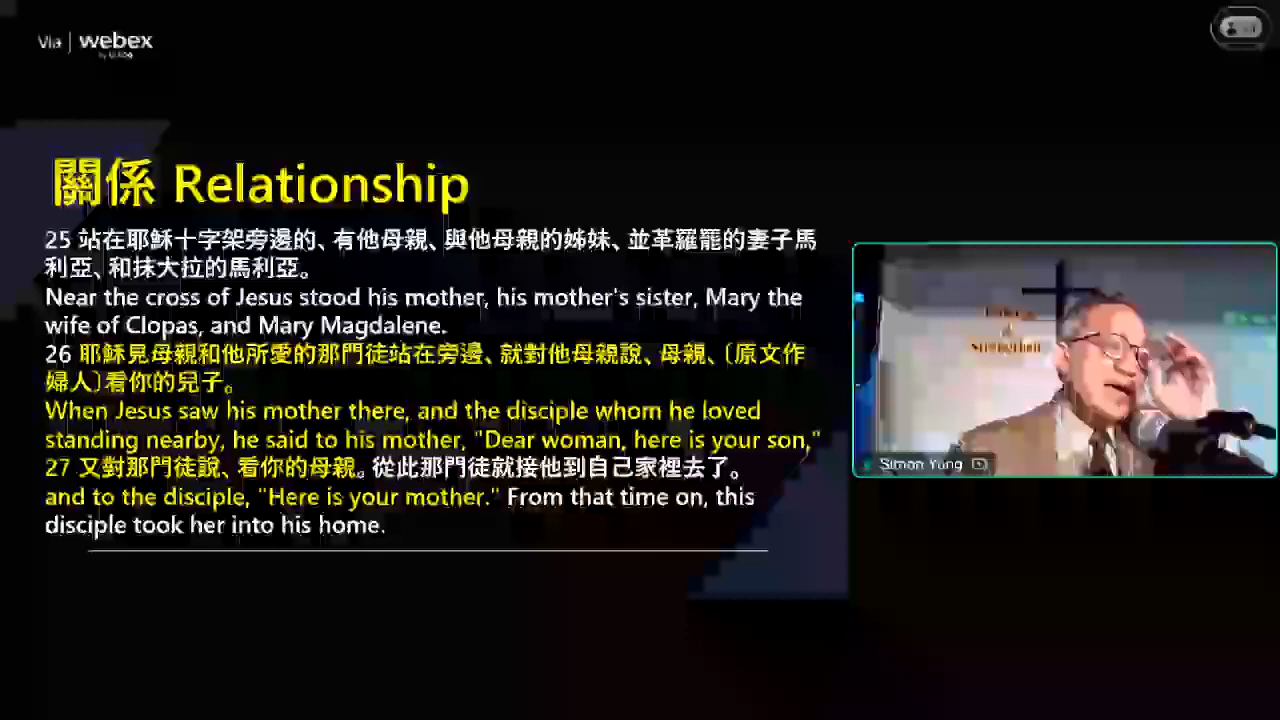 Via | webex
關係 Relationship
25 站在耶穌十字架旁邊的、有他母親、與他母親的姊妹、並革羅罷的妻子馬
利亞、和抹大拉的馬利亞。
Near the cross of Jesus stood his mother, his mother's sister, Mary the
wife of Clopas, and Mary Magdalene.
26 耶穌見母親和他所愛的那門徒站在旁邊、就對他母親說、母親、〔原文作
婦人〕看你的兒子。
When Jesus saw his mother there, and the disciple whom he loved
standing nearby, he said to his mother, "Dear woman, here is your son,"
27 又對那門徒說、看你的母親。從此那門徒就接他到自己家裡去了。
and to the disciple, "Here is your mother." From that time on, this
disciple took her into his home.
Simon Yung